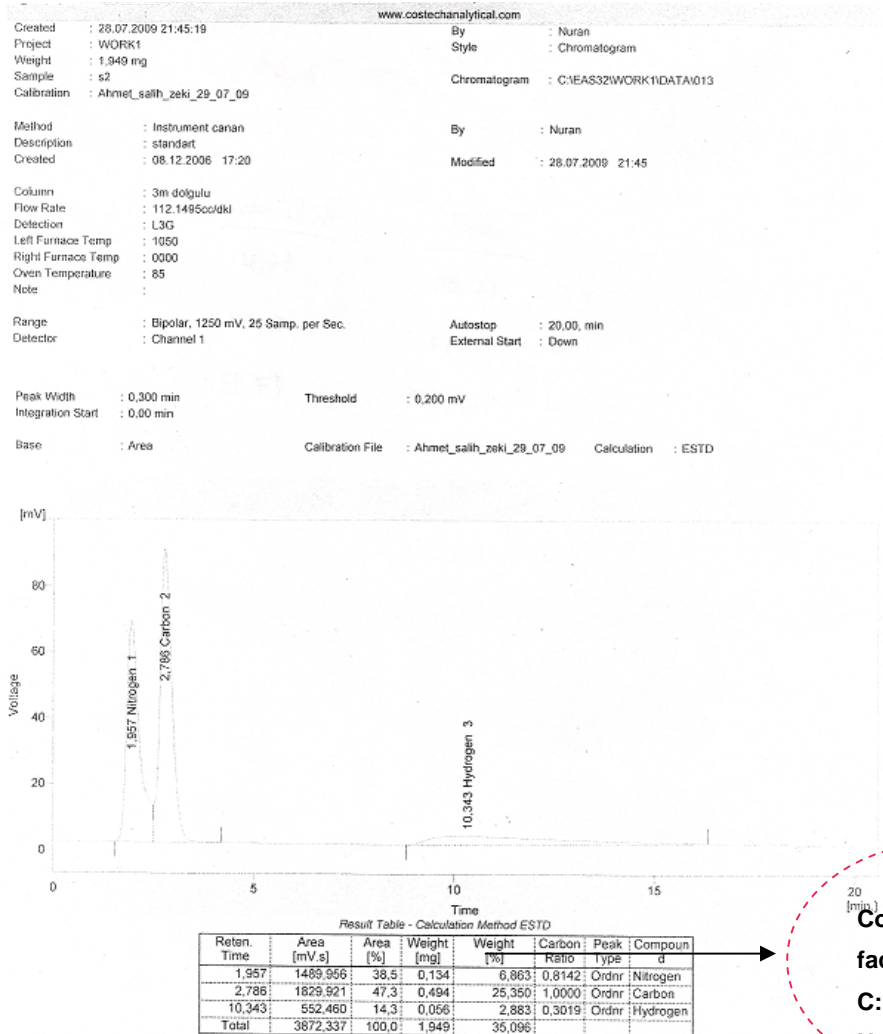 www.costechanalytical.com
Created : 28.07.2009 21:45:19 By : Nuran
Project : WORK1 Style : Chromatogram
Weight : 1,949 mg
Sample : s2 Chromatogram : C:\EAS32\WORK1\DATA\013
Calibration : Ahmet_salih_zeki_29_07_09
Method : Instrument canan By : Nuran
Description : standart
Created : 08.12.2006 17:20 Modified : 28.07.2009 21:45
Column : 3m dolgulu
Flow Rate : 112.1495cc/dki
Detection : L3G
Left Furnace Temp : 1050
Right Furnace Temp : 0000
Oven Temperature : 85
Note :
Range : Bipolar, 1250 mV, 25 Samp. per Sec. Autostop : 20,00, min
Detector : Channel 1 External Start : Down
Peak Width : 0,300 min Threshold : 0,200 mV
Integration Start : 0,00 min
Base : Area Calibration File : Ahmet_salih_zeki_29_07_09 Calculation : ESTD
[mV]
80
60
40
20
0
Voltage
1,957 Nitrogen 1
2,786 Carbon 2
10,343 Hydrogen 3
0 5 10 15 20
Time [min.]
Result Table - Calculation Method ESTD
Reten. Time Area [mV.s] Area [%] Weight [mg] Weight [%] Carbon Ratio Peak Type Compoun d
1,957 1489,956 38,5 0,134 6,863 0,8142 Ordnr Nitrogen
2,786 1829,921 47,3 0,494 25,350 1,0000 Ordnr Carbon
10,343 552,460 14,3 0,056 2,883 0,3019 Ordnr Hydrogen
Total 3872,337 100,0 1,949 35,096
Co
fac
C: